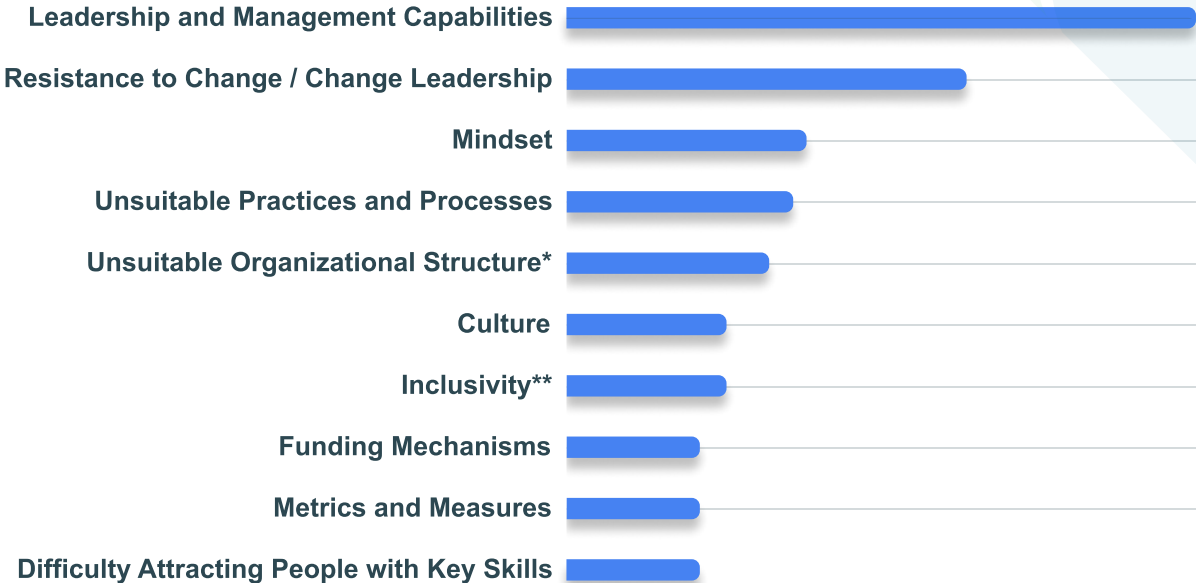 Leadership and Management Capabilities
Resistance to Change / Change Leadership
Mindset
Unsuitable Practices and Processes
Unsuitable Organizational Structure*
Culture
Inclusivity**
Funding Mechanisms
Metrics and Measures
Difficulty Attracting People with Key Skills